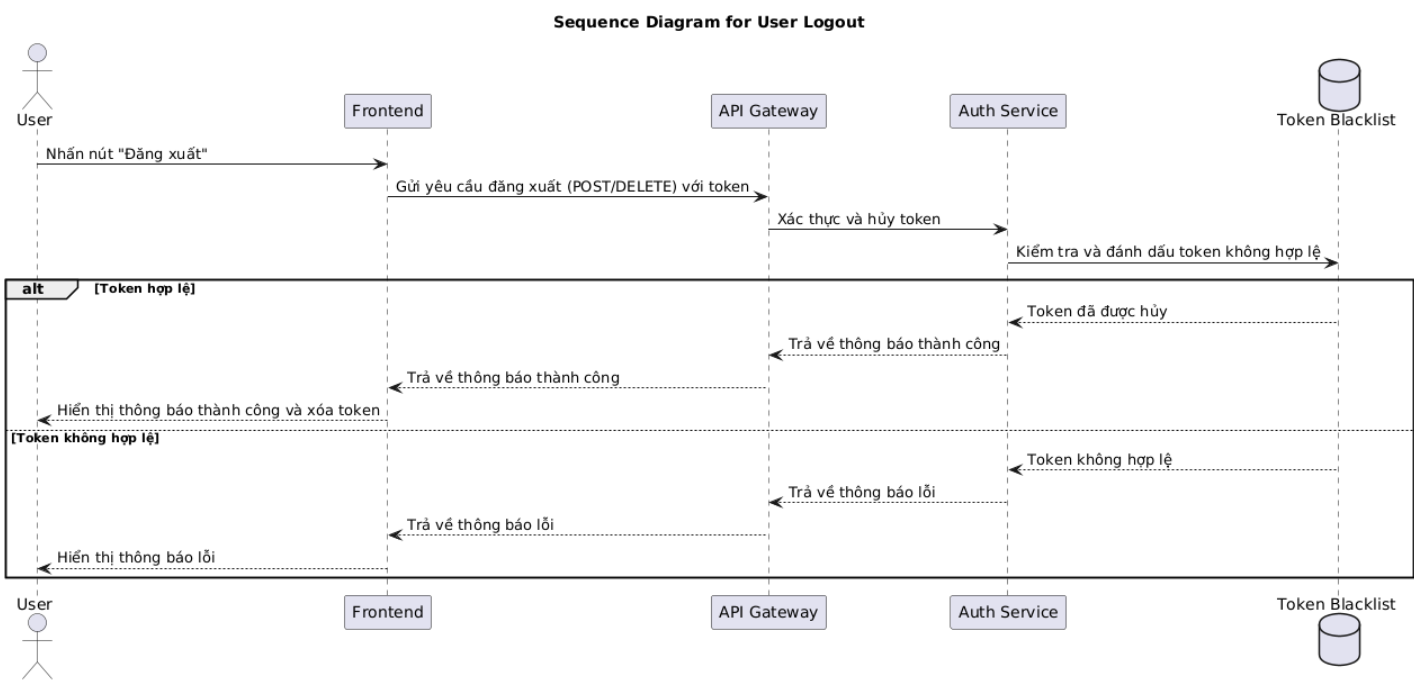 Sequence Diagram for User Logout
User
Frontend
API Gateway
Auth Service
Token Blacklist
Nhấn nút "Đăng xuất"
Gửi yêu cầu đăng xuất (POST/DELETE) với token
Xác thực và hủy token
Kiểm tra và đánh dấu token không hợp lệ
alt
[Token hợp lệ]
Token đã được hủy
Trả về thông báo thành công
Trả về thông báo thành công
Hiển thị thông báo thành công và xóa token
[Token không hợp lệ]
Token không hợp lệ
Trả về thông báo lỗi
Trả về thông báo lỗi
Hiển thị thông báo lỗi
User
Frontend
API Gateway
Auth Service
Token Blacklist